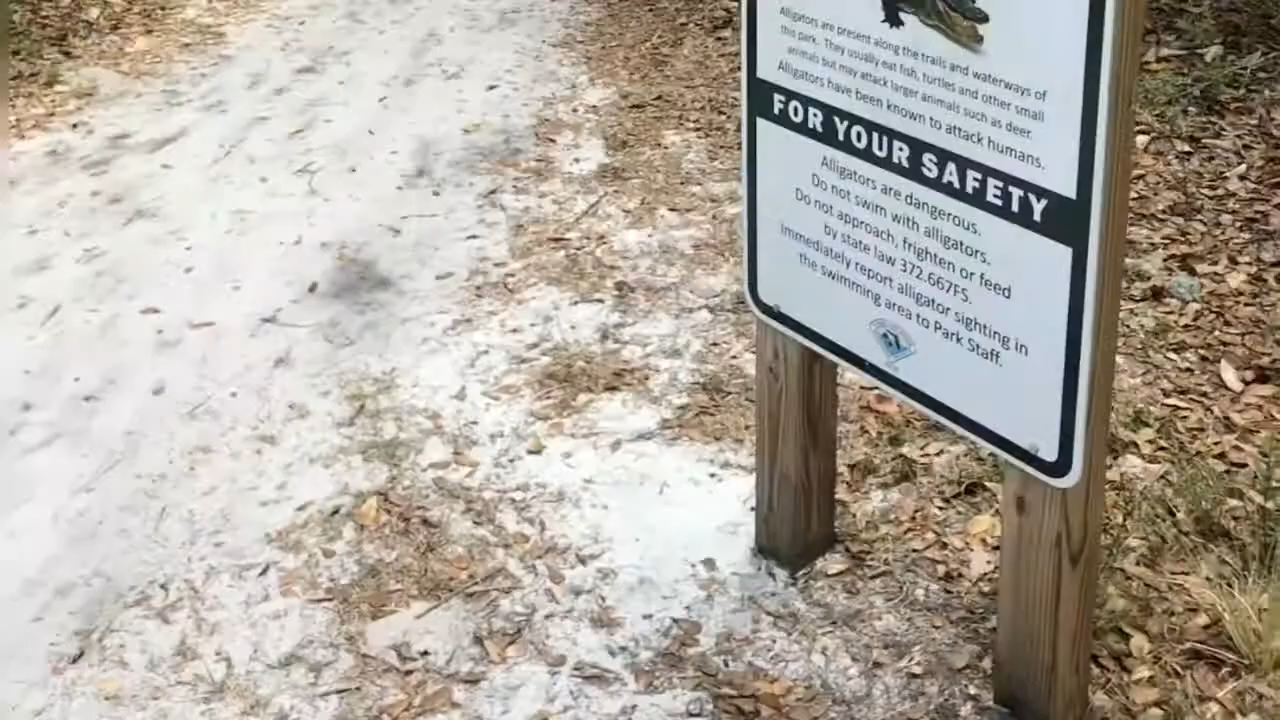 Alligators are present along the trails and waterways of
this park. They usually eat fish, turtles and other small
animals but may attack larger animals such as deer.
Alligators have been known to attack humans.
FOR YOUR SAFETY
Alligators are dangerous.
Do not swim with alligators.
Do not approach, frighten or feed
by state law 372.667FS.
Immediately report alligator sighting in
the swimming area to Park Staff.